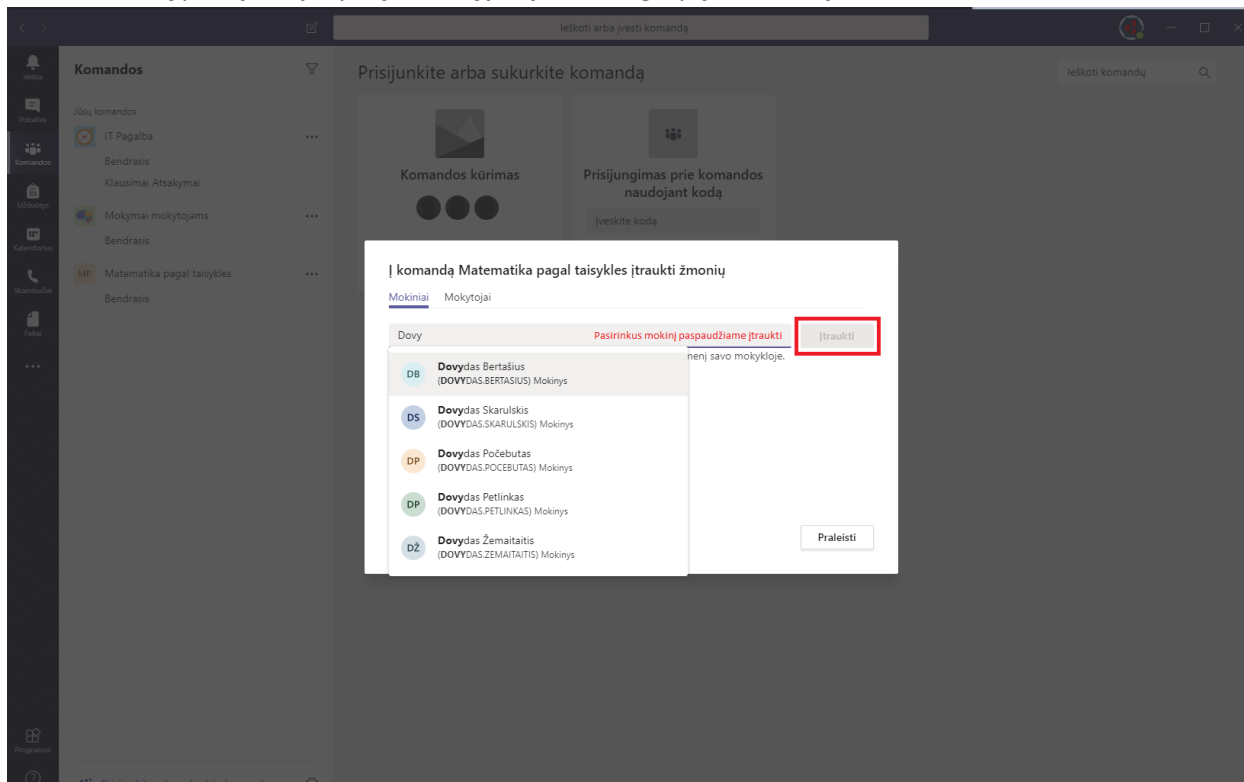 Ieškoti arba įvesti komandą
Veikla
Komandos
Prisijunkite arba sukurkite komandą
Ieškoti komandų
Pokalbis
Jūsų komandos
IT Pagalba
Bendrasis
Klausimai Atsakymai
Komandos
Komandos kūrimas
Prisijungimas prie komandos
naudojant kodą
Įveskite kodą
Užduotys
Mokymai mokytojams
Bendrasis
Kalendorius
MP Matematika pagal taisykles
Bendrasis
Skambučiai
Failai
Į komandą Matematika pagal taisykles įtraukti žmonių
Mokiniai Mokytojai
Dovy Pasirinkus mokinį paspaudžiame įtraukti Įtraukti
menį savo mokykloje.
DB Dovydas Bertašius
(DOVYDAS.BERTASIUS) Mokinys
DS Dovydas Skarulskis
(DOVYDAS.SKARULSKIS) Mokinys
DP Dovydas Počebutas
(DOVYDAS.POCEBUTAS) Mokinys
DP Dovydas Petlinkas
(DOVYDAS.PETLINKAS) Mokinys
DŽ Dovydas Žemaitaitis
(DOVYDAS.ZEMAITAITIS) Mokinys
Praleisti
Programos